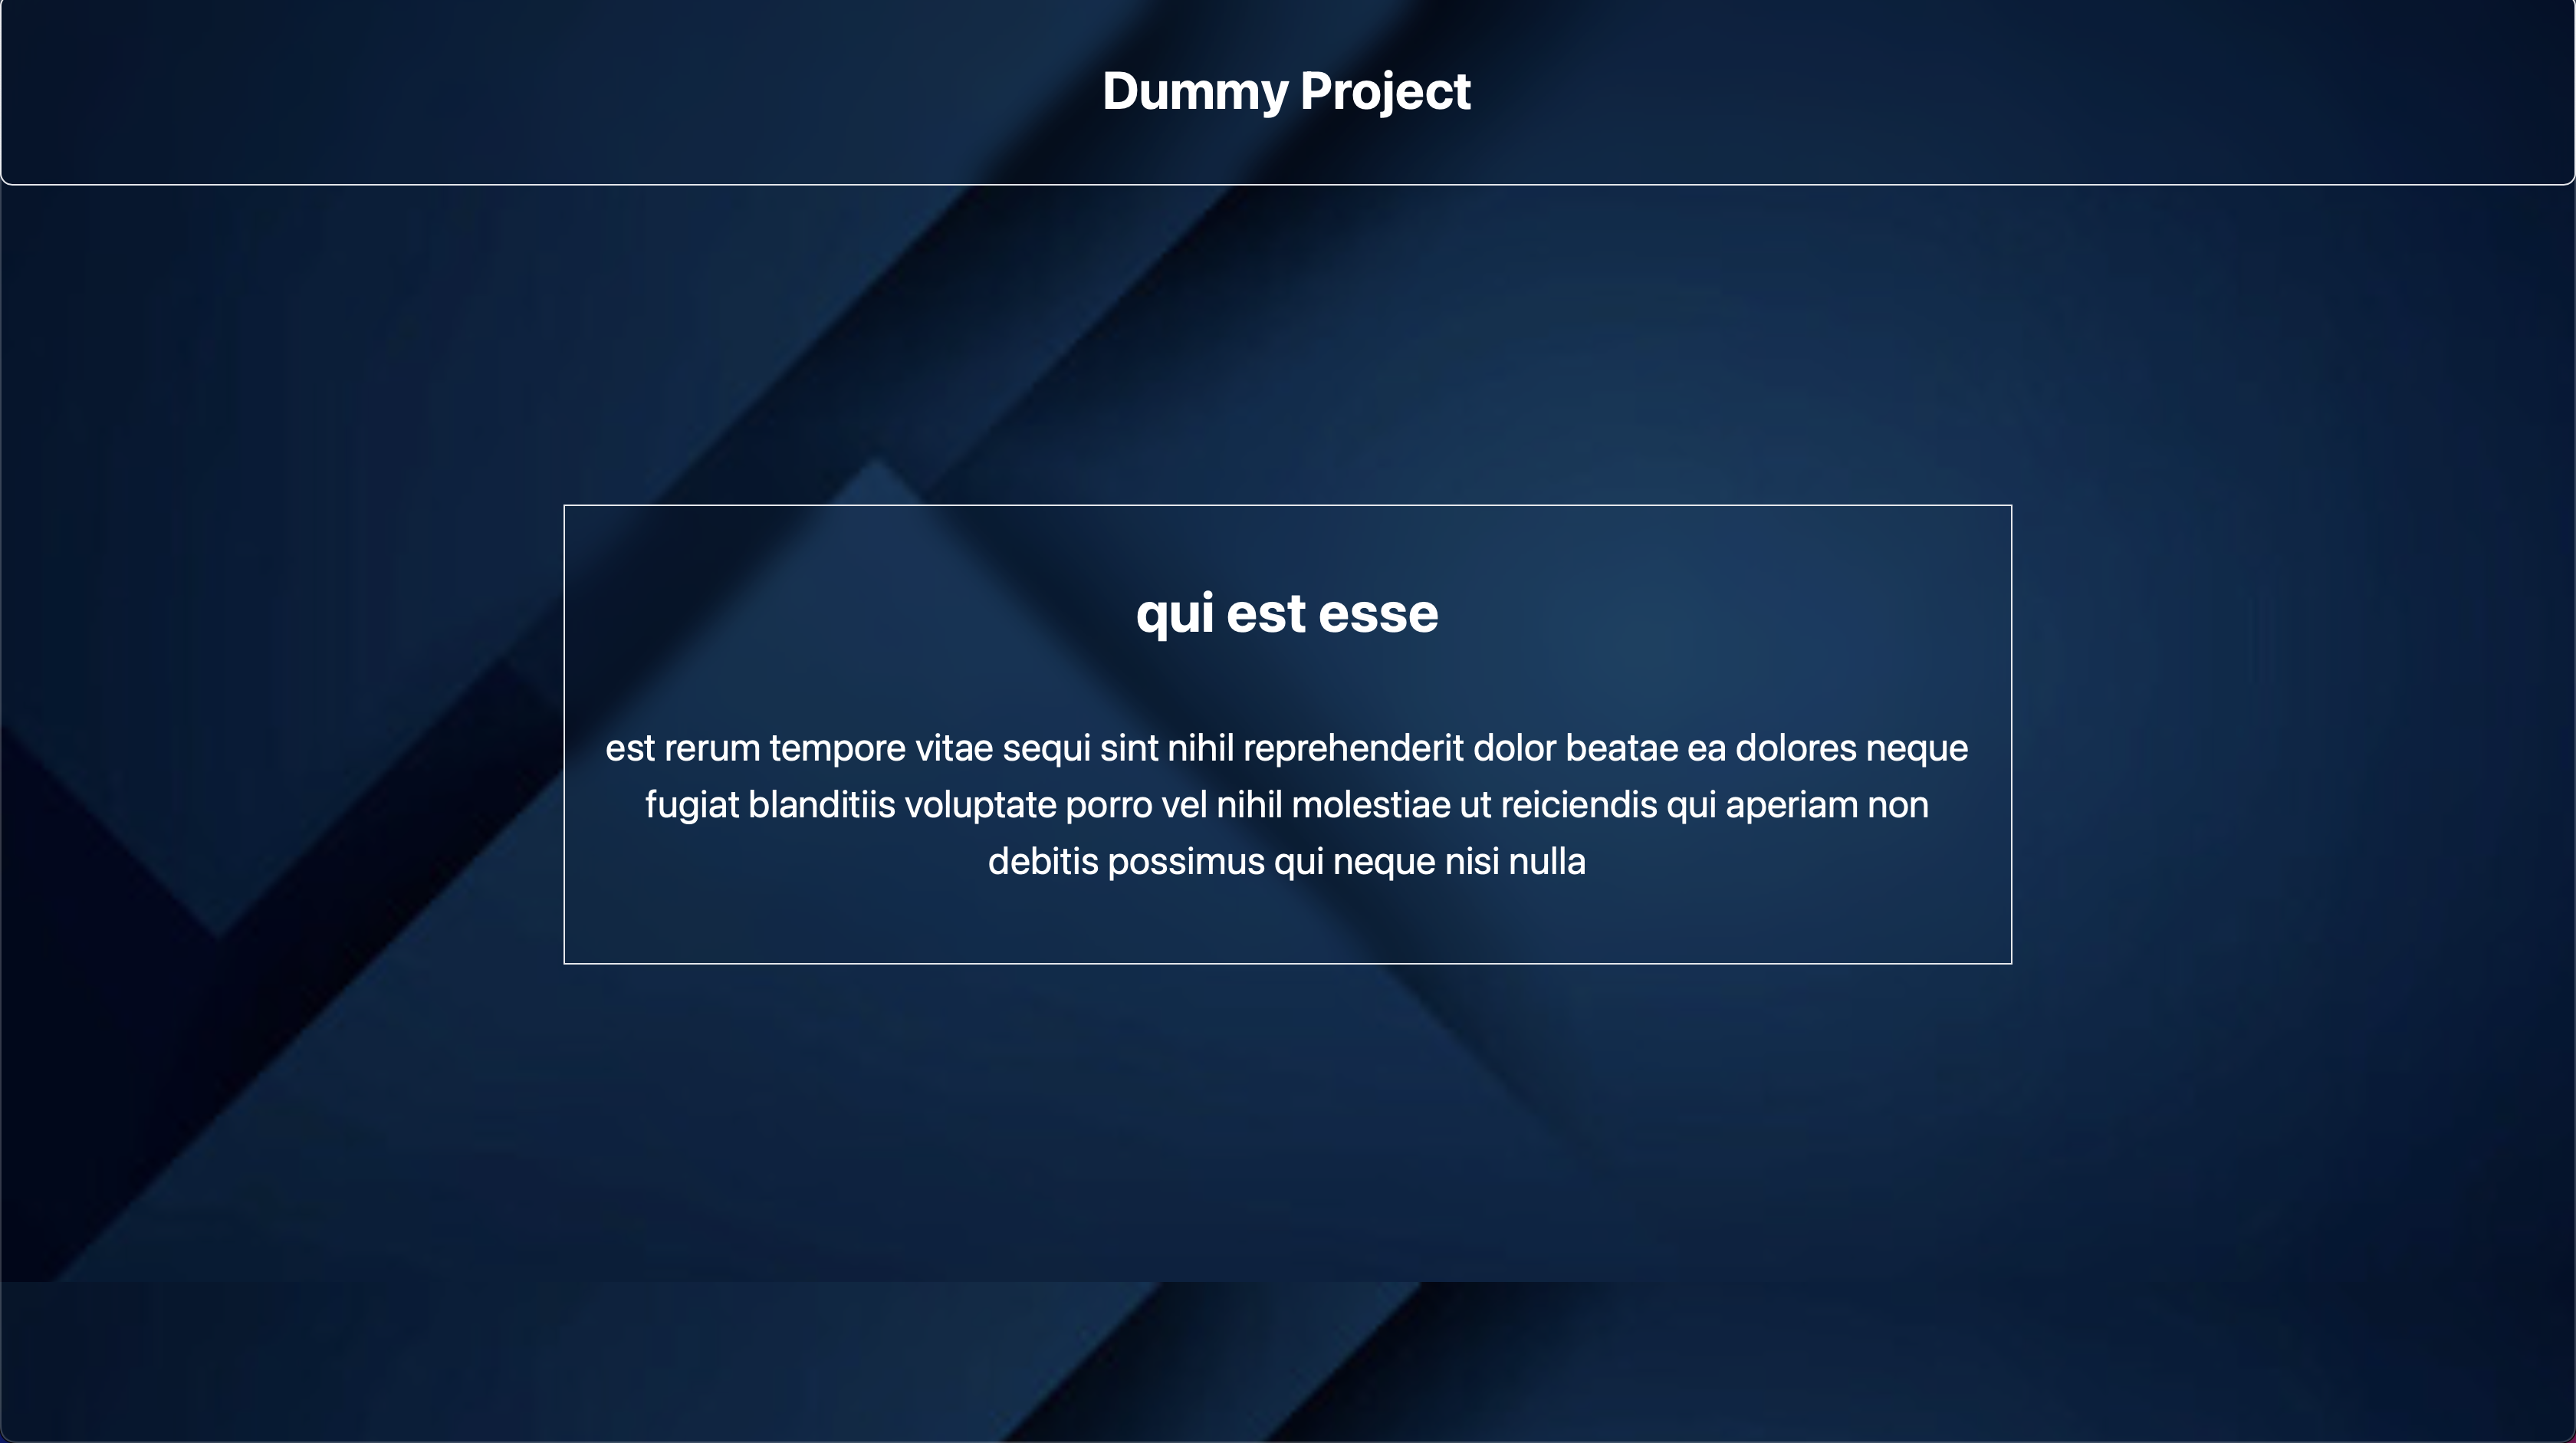 Dummy Project
qui est esse
est rerum tempore vitae sequi sint nihil reprehenderit dolor beatae ea dolores neque
fugiat blanditiis voluptate porro vel nihil molestiae ut reiciendis qui aperiam non
debitis possimus qui neque nisi nulla